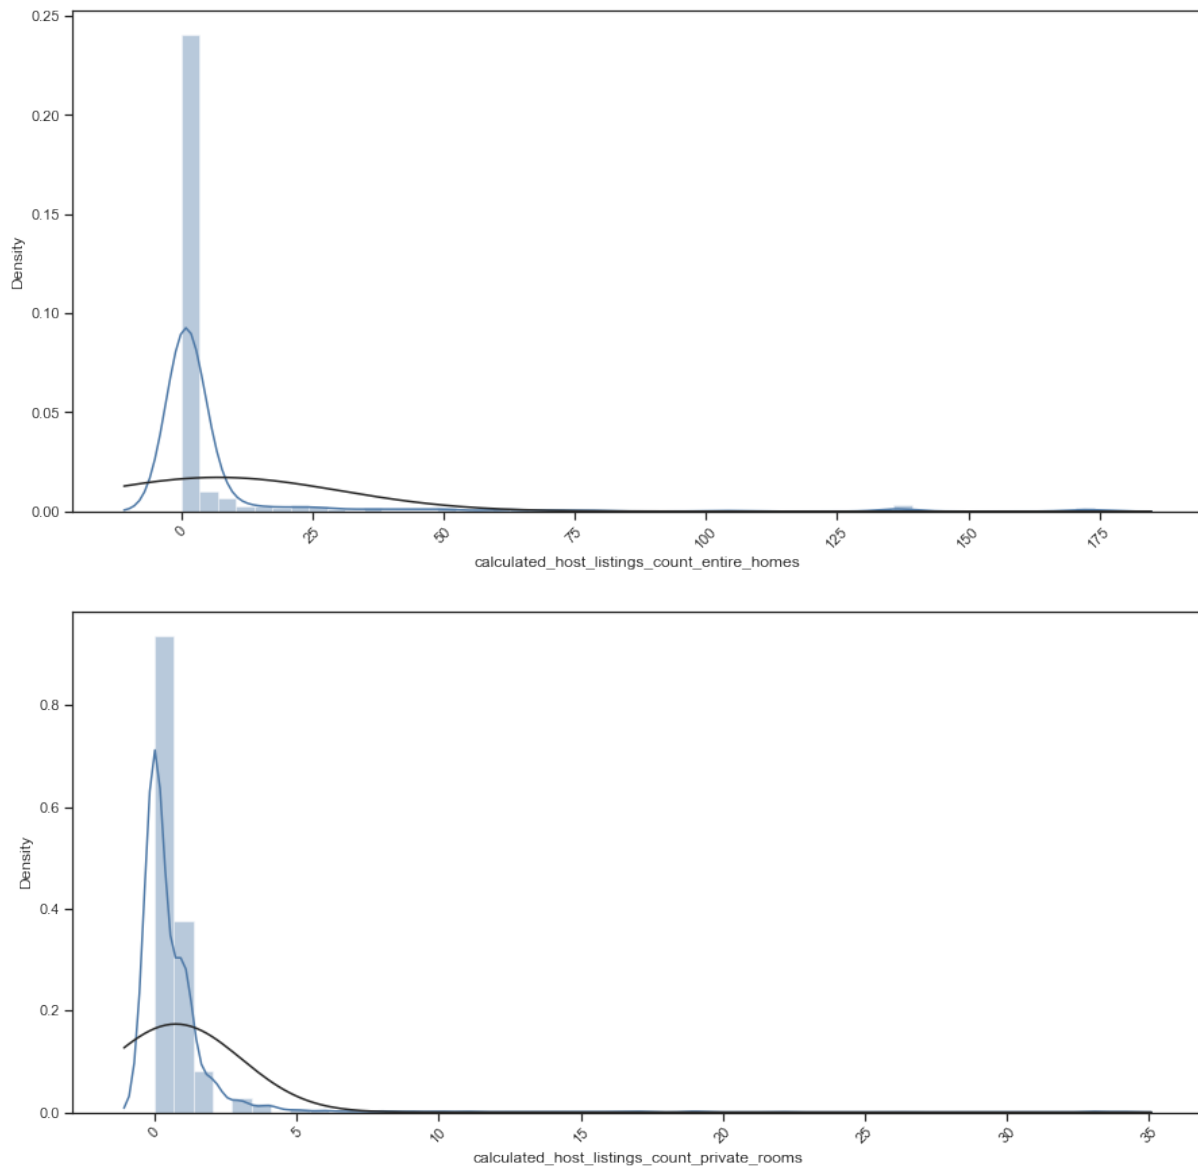 0.25
0.20
0.15
0.10
0.05
0.00
Density
0 25 50 75 100 125 150 175
calculated_host_listings_count_entire_homes
0.8
0.6
0.4
0.2
0.0
Density
0 5 10 15 20 25 30 35
calculated_host_listings_count_private_rooms